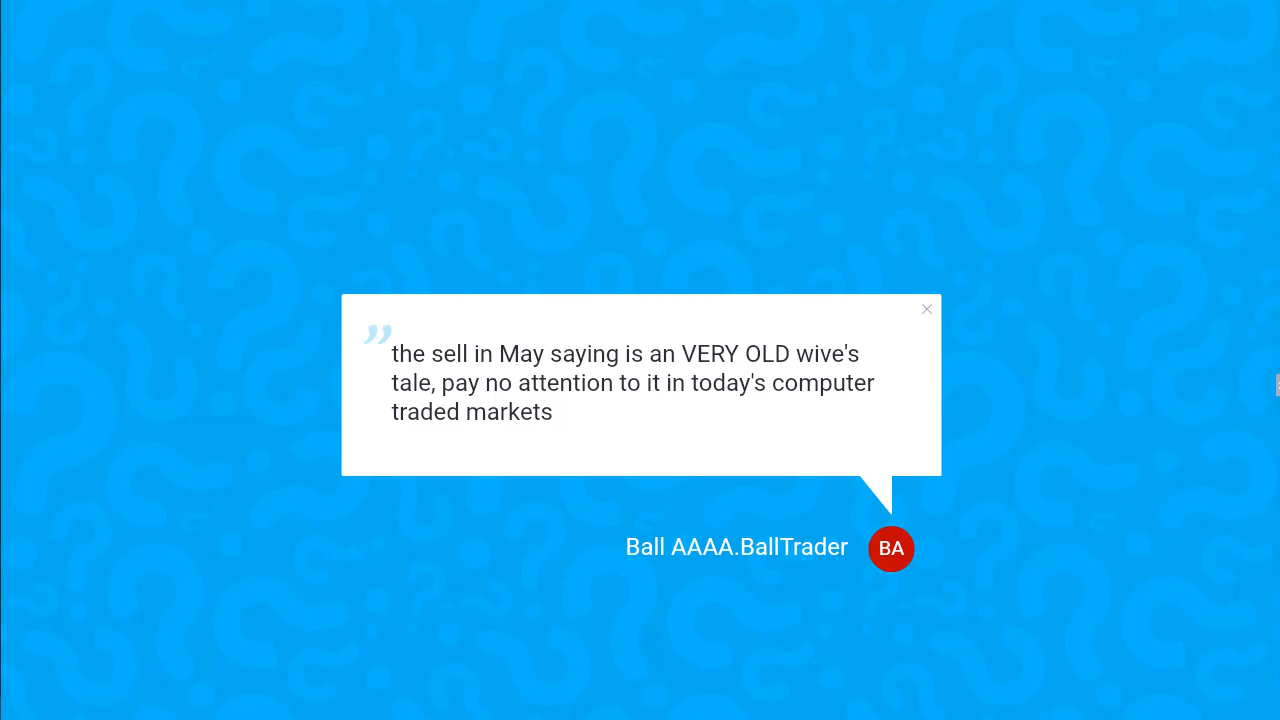 the sell in May saying is an VERY OLD wive's
tale, pay no attention to it in today's computer
traded markets
Ball AAAA.BallTrader
BA